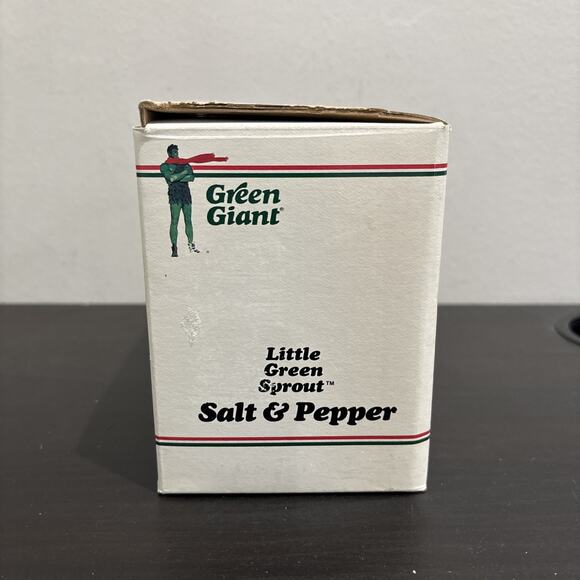 Green
Giant®
Little
Green
Sprout™
Salt & Pepper